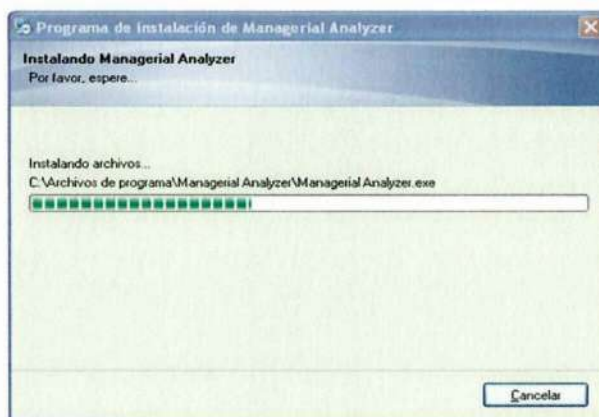 Programa de Instalación de Managerial Analyzer
Instalando Managerial Analyzer
Por favor, espere...
Instalando archivos...
C:\Archivos de programa\Managerial Analyzer\Managerial Analyzer.exe
Cancelar